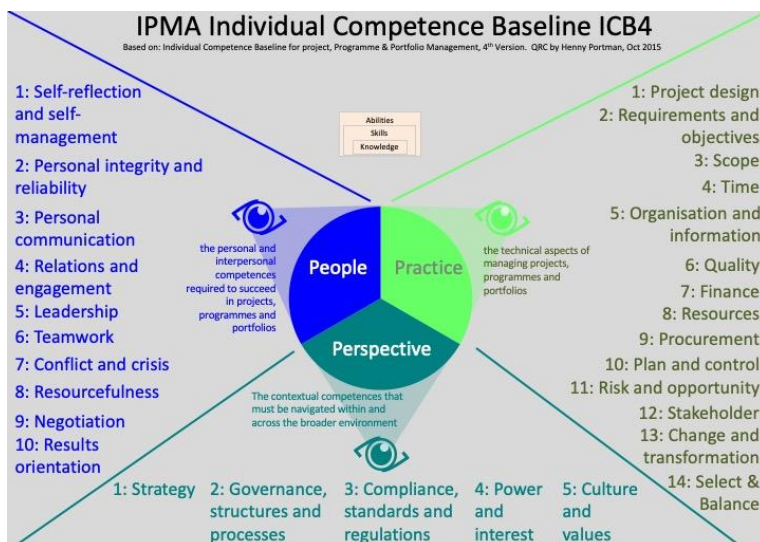 IPMA Individual Competence Baseline ICB4
Based on: Individual Competence Baseline for project, Programme & Portfolio Management, 4th Version. QRC by Henny Portman, Oct 2015
1: Self-reflection
and self-
management
2: Personal integrity and
reliability
3: Personal
communication
4: Relations and
engagement
5: Leadership
6: Teamwork
7: Conflict and crisis
8: Resourcefulness
9: Negotiation
10: Results
orientation
Abilities
Skills
Knowledge
the personal and
interpersonal
competences
required to succeed
in projects,
programmes and
portfolios
People
Practice
Perspective
the technical aspects of
managing projects,
programmes and
portfolios
The contextual competences that
must be navigated within and
across the broader environment
1: Project design
2: Requirements and
objectives
3: Scope
4: Time
5: Organisation and
information
6: Quality
7: Finance
8: Resources
9: Procurement
10: Plan and control
11: Risk and opportunity
12: Stakeholder
13: Change and
transformation
14: Select &
Balance
1: Strategy
2: Governance,
structures and
processes
3: Compliance,
standards and
regulations
4: Power
and
interest
5: Culture
and
values